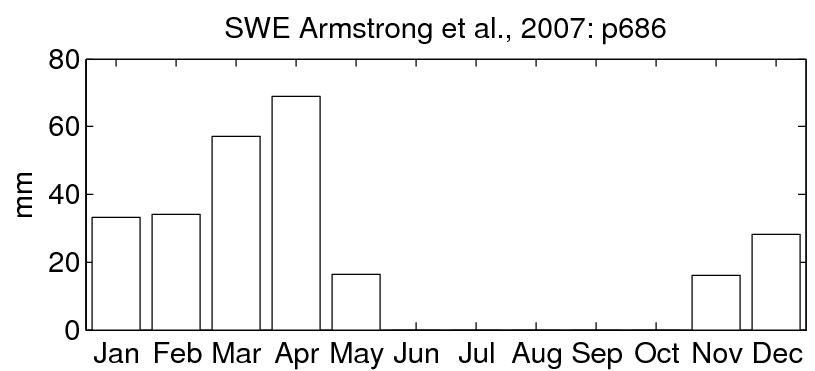 SWE Armstrong et al., 2007: p686
80
60
40
20
0
mm
Jan Feb Mar Apr May Jun Jul Aug Sep Oct Nov Dec